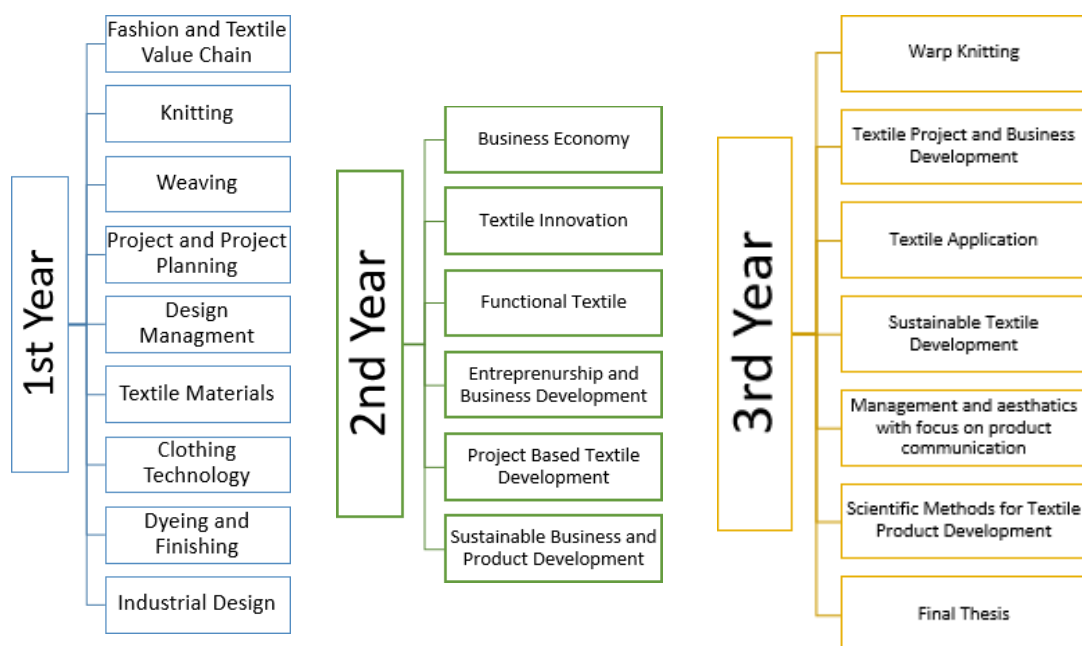 1st Year
Fashion and Textile
Value Chain
Knitting
Weaving
Project and Project
Planning
Design
Managment
Textile Materials
Clothing
Technology
Dyeing and
Finishing
Industrial Design
2nd Year
Business Economy
Textile Innovation
Functional Textile
Entreprenurship and
Business Development
Project Based Textile
Development
Sustainable Business and
Product Development
3rd Year
Warp Knitting
Textile Project and Business
Development
Textile Application
Sustainable Textile
Development
Management and aesthatics
with focus on product
communication
Scientific Methods for Textile
Product Development
Final Thesis